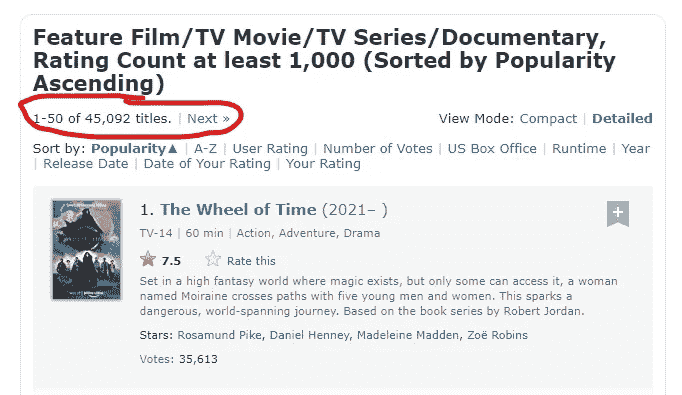 Feature Film/TV Movie/TV Series/Documentary,
Rating Count at least 1,000 (Sorted by Popularity
Ascending)
1-50 of 45,092 titles. | Next »
View Mode: Compact | Detailed
Sort by: Popularity▲ | A-Z | User Rating | Number of Votes | US Box Office | Runtime | Year
| Release Date | Date of Your Rating | Your Rating
1. The Wheel of Time (2021– )
TV-14 | 60 min | Action, Adventure, Drama
7.5 Rate this
Set in a high fantasy world where magic exists, but only some can access it, a woman
named Moiraine crosses paths with five young men and women. This sparks a
dangerous, world-spanning journey. Based on the book series by Robert Jordan.
Stars: Rosamund Pike, Daniel Henney, Madeleine Madden, Zoë Robins
Votes: 35,613